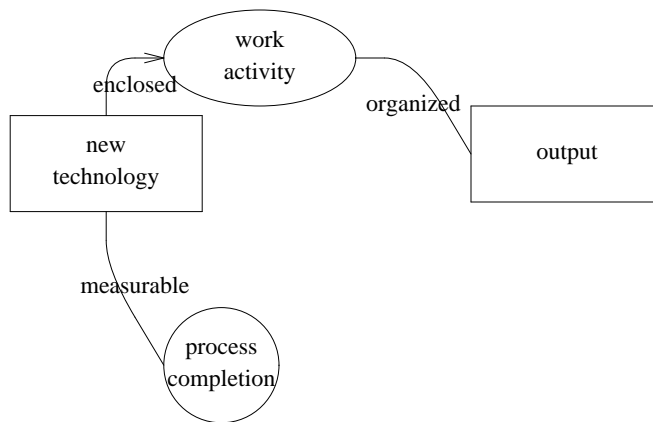 work
activity
enclosed
organized
new
technology
output
measurable
process
completion